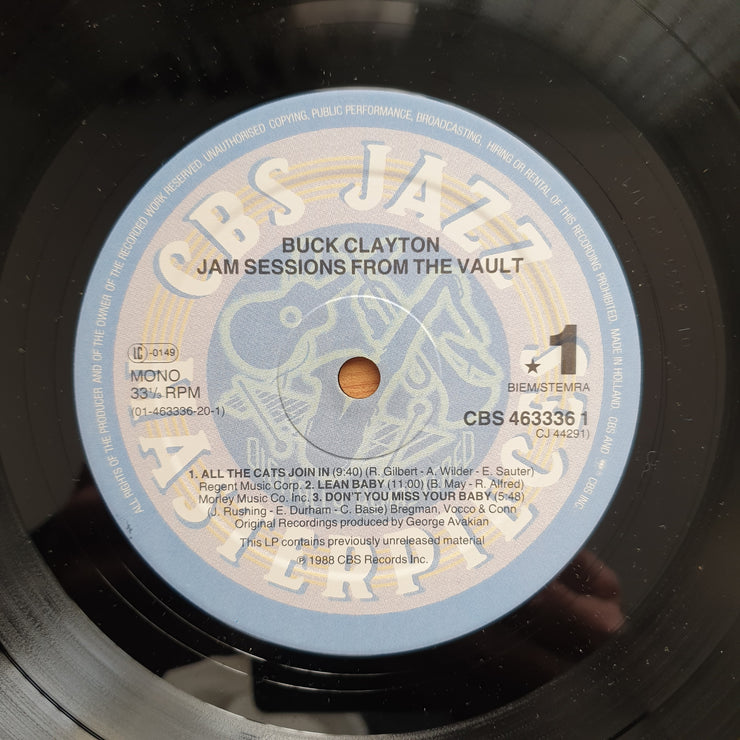 ALL RIGHTS OF THE PRODUCER AND OF THE OWNER OF THE RECORDED WORK RESERVED. UNAUTHORISED COPYING, PUBLIC PERFORMANCE, BROADCASTING, HIRING OR RENTAL OF THIS RECORDING PROHIBITED. MADE IN HOLLAND. CBS AND ARE CBS INC.
CBS JAZZ
MASTERPIECES
BUCK CLAYTON
JAM SESSIONS FROM THE VAULT
LC-0149
MONO
33⅓ RPM
(01-463336-20-1)
★ 1
BIEM/STEMRA
CBS 463336 1
CJ 44291)
1. ALL THE CATS JOIN IN (9:40) (R. Gilbert - A. Wilder - E. Sauter)
Regent Music Corp. 2. LEAN BABY (11:00) (B. May - R. Alfred)
Morley Music Co. Inc. 3. DON'T YOU MISS YOUR BABY (5:48)
(J. Rushing - E. Durham - C. Basie) Bregman, Vocco & Conn
Original Recordings produced by George Avakian
This LP contains previously unreleased material
℗ 1988 CBS Records Inc.